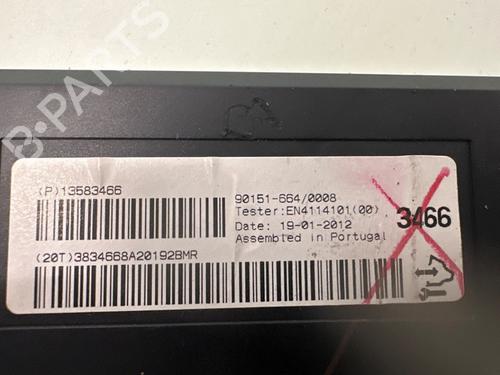 B-PARTS
(P)13583466
90151-664/0008
Tester:EN4114101(00)
Date: 19-01-2012
Assembled in Portugal
3466
(20T)3834668A20192BMR